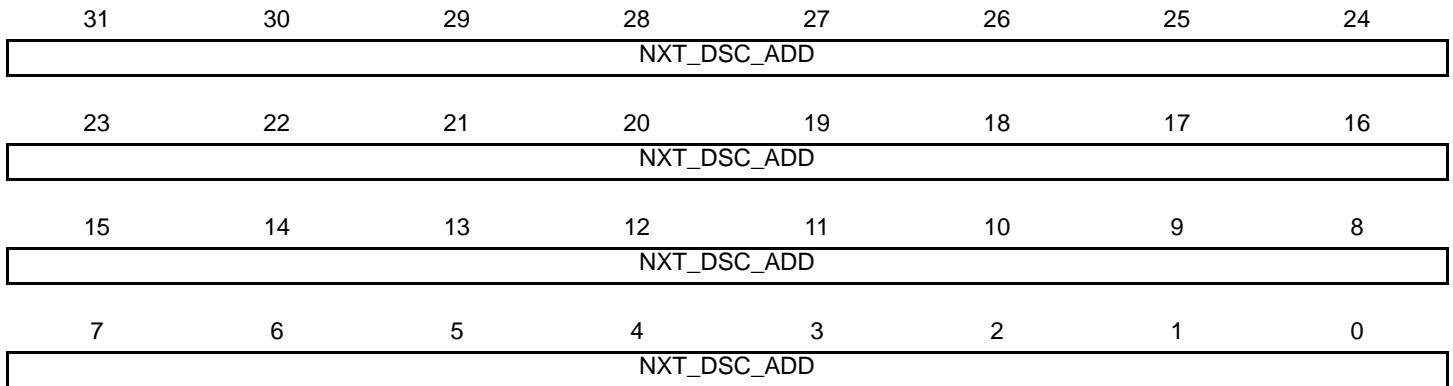 31 30 29 28 27 26 25 24
NXT_DSC_ADD
23 22 21 20 19 18 17 16
NXT_DSC_ADD
15 14 13 12 11 10 9 8
NXT_DSC_ADD
7 6 5 4 3 2 1 0
NXT_DSC_ADD